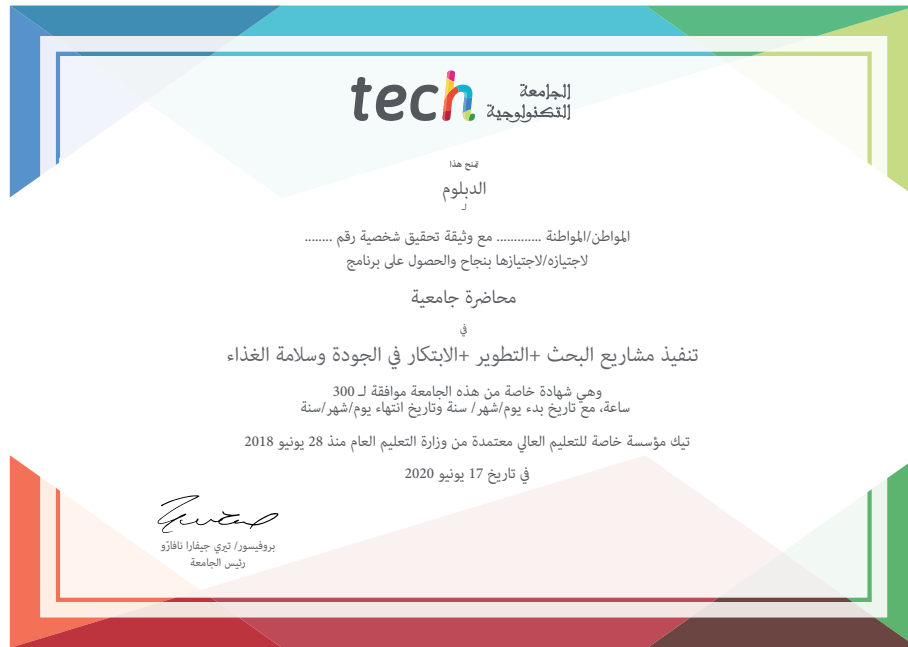 tech الجامعة
التكنولوجية
تمنح هذا
الدبلوم
لـ
المواطن/المواطنة ............. مع وثيقة تحقيق شخصية رقم ........
لاجتيازه/لاجتيازها بنجاح والحصول على برنامج
محاضرة جامعية
في
تنفيذ مشاريع البحث +التطوير +الابتكار في الجودة وسلامة الغذاء
وهي شهادة خاصة من هذه الجامعة موافقة لـ 300
ساعة، مع تاريخ بدء يوم/شهر/ سنة وتاريخ انتهاء يوم/شهر/سنة
تيك مؤسسة خاصة للتعليم العالي معتمدة من وزارة التعليم العام منذ 28 يونيو 2018
في تاريخ 17 يونيو 2020
بروفيسور/ تيري جيفارا نافارّو
رئيس الجامعة